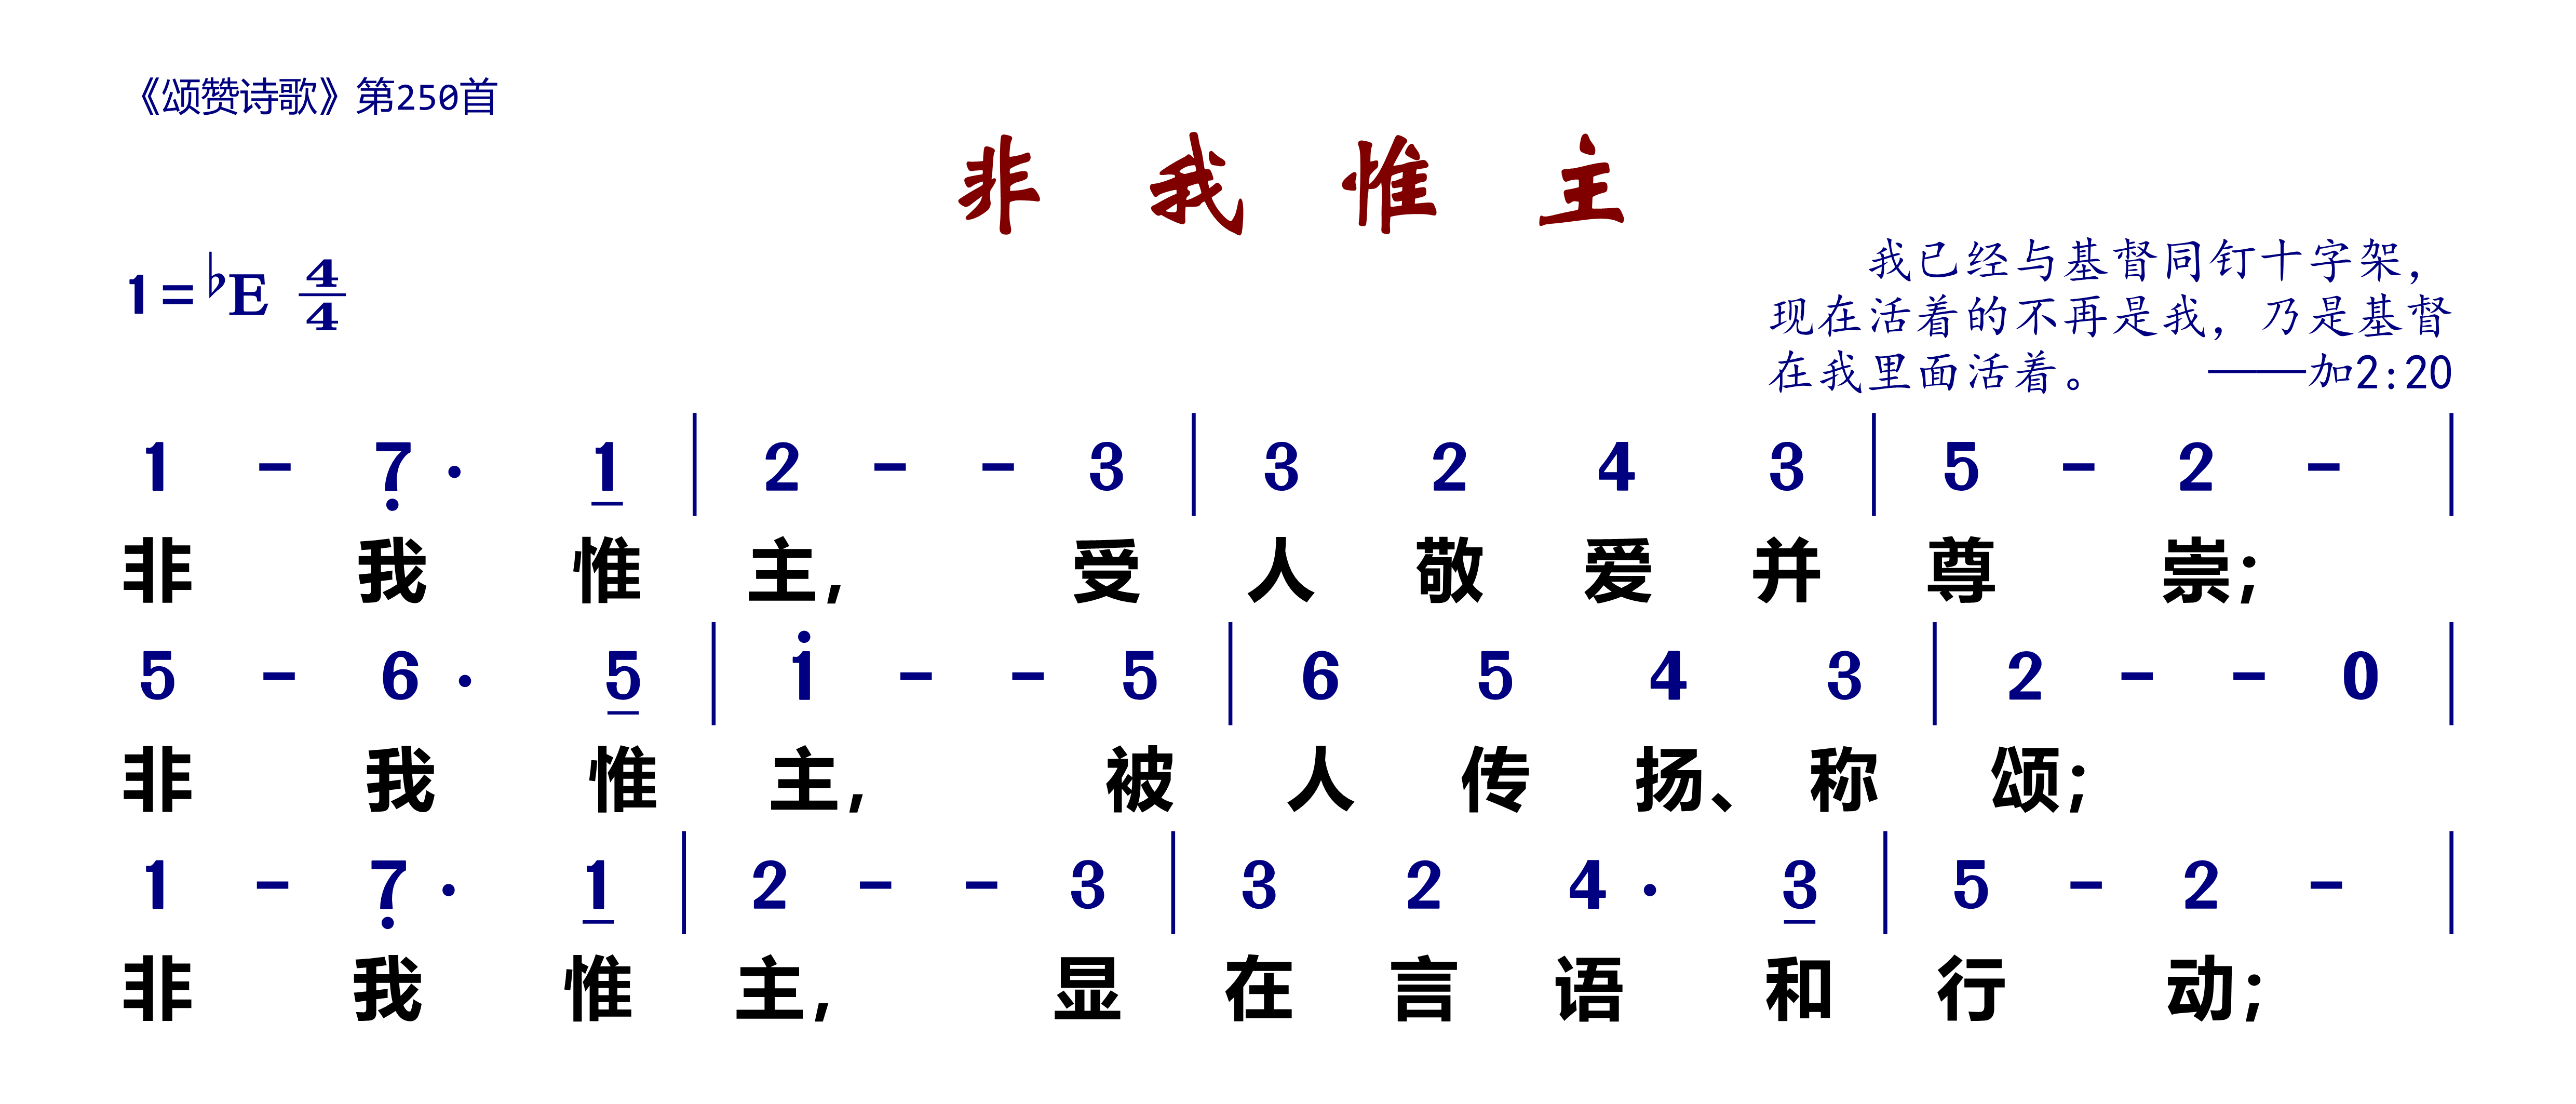 《颂赞诗歌》第250首
非 我 惟 主
1=♭E 4/4
我已经与基督同钉十字架,
现在活着的不再是我, 乃是基督
在我里面活着。 ——加2:20
1 - 7̣ · 1̲ | 2 - - 3 | 3 2 4 3 | 5 - 2 - |
非 我 惟 主, 受 人 敬 爱 并 尊 崇;
5 - 6 · 5̲ | 1̇ - - 5 | 6 5 4 3 | 2 - - 0 |
非 我 惟 主, 被 人 传 扬、 称 颂;
1 - 7̣ · 1̲ | 2 - - 3 | 3 2 4 · 3̲ | 5 - 2 - |
非 我 惟 主, 显 在 言 语 和 行 动;